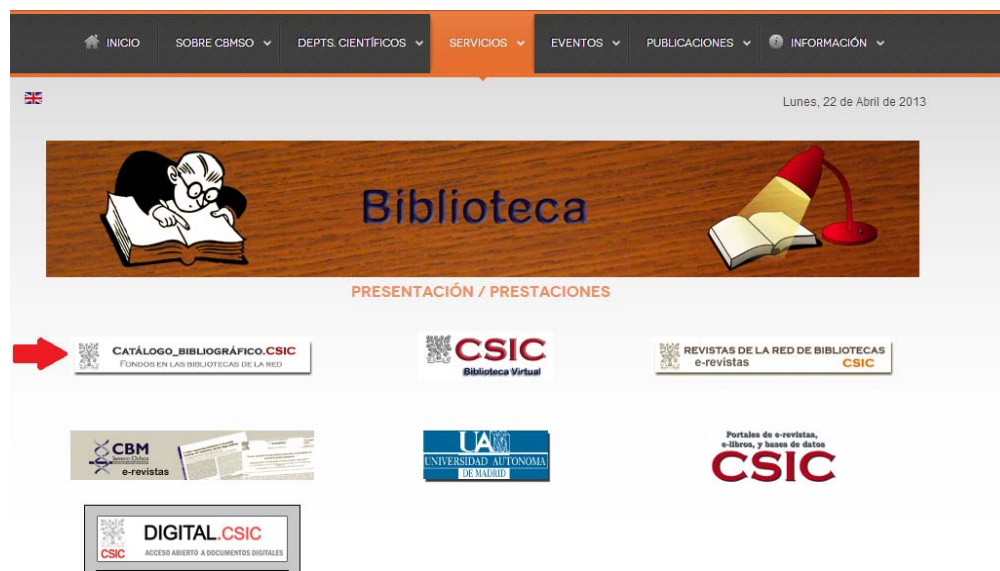 INICIO SOBRE CBMSO DEPTS. CIENTÍFICOS SERVICIOS EVENTOS PUBLICACIONES INFORMACIÓN
Lunes, 22 de Abril de 2013
Biblioteca
PRESENTACIÓN / PRESTACIONES
CATÁLOGO_BIBLIOGRÁFICO.CSIC
FONDOS EN LAS BIBLIOTECAS DE LA RED
CSIC
Biblioteca Virtual
REVISTAS DE LA RED DE BIBLIOTECAS
e-revistas CSIC
CBM
Severo Ochoa
e-revistas
UAM
UNIVERSIDAD AUTONOMA
DE MADRID
Portales de e-revistas,
e-libros, y bases de datos
CSIC
DIGITAL.CSIC
CSIC ACCESO ABIERTO A DOCUMENTOS DIGITALES